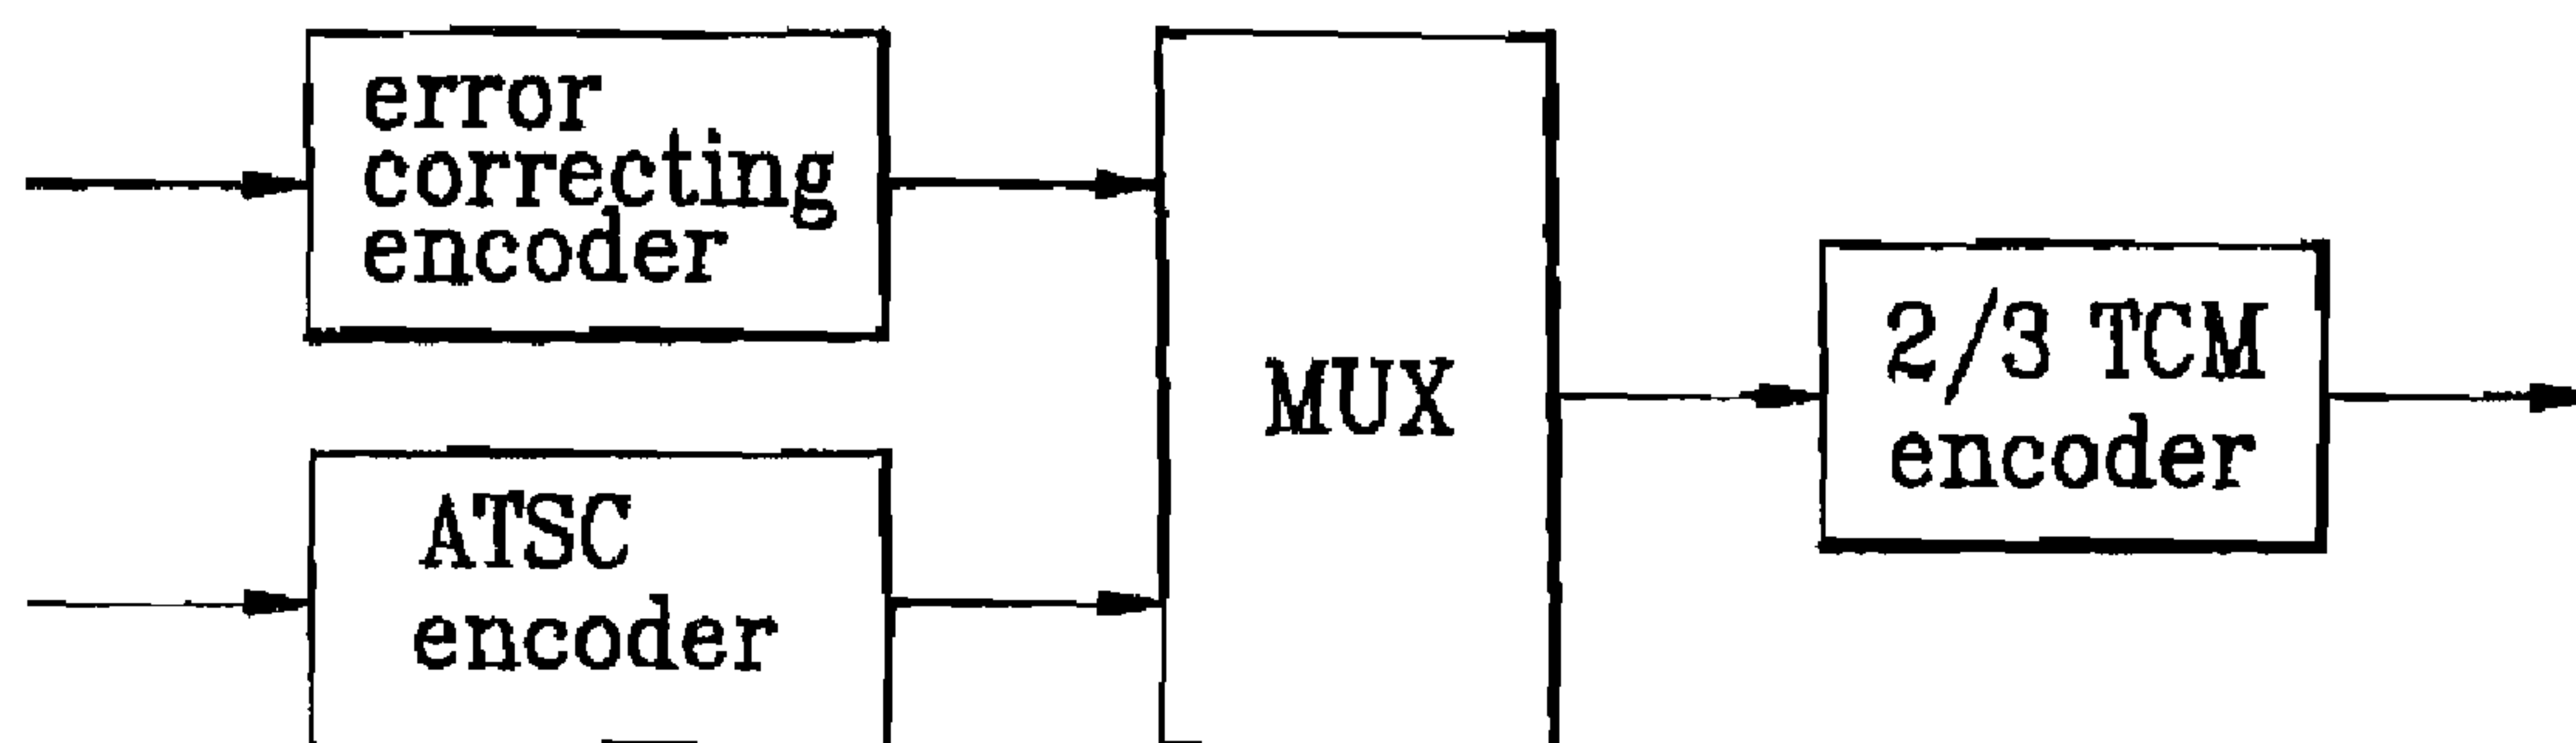 error
correcting
encoder
ATSC
encoder
MUX
2/3 TCM
encoder